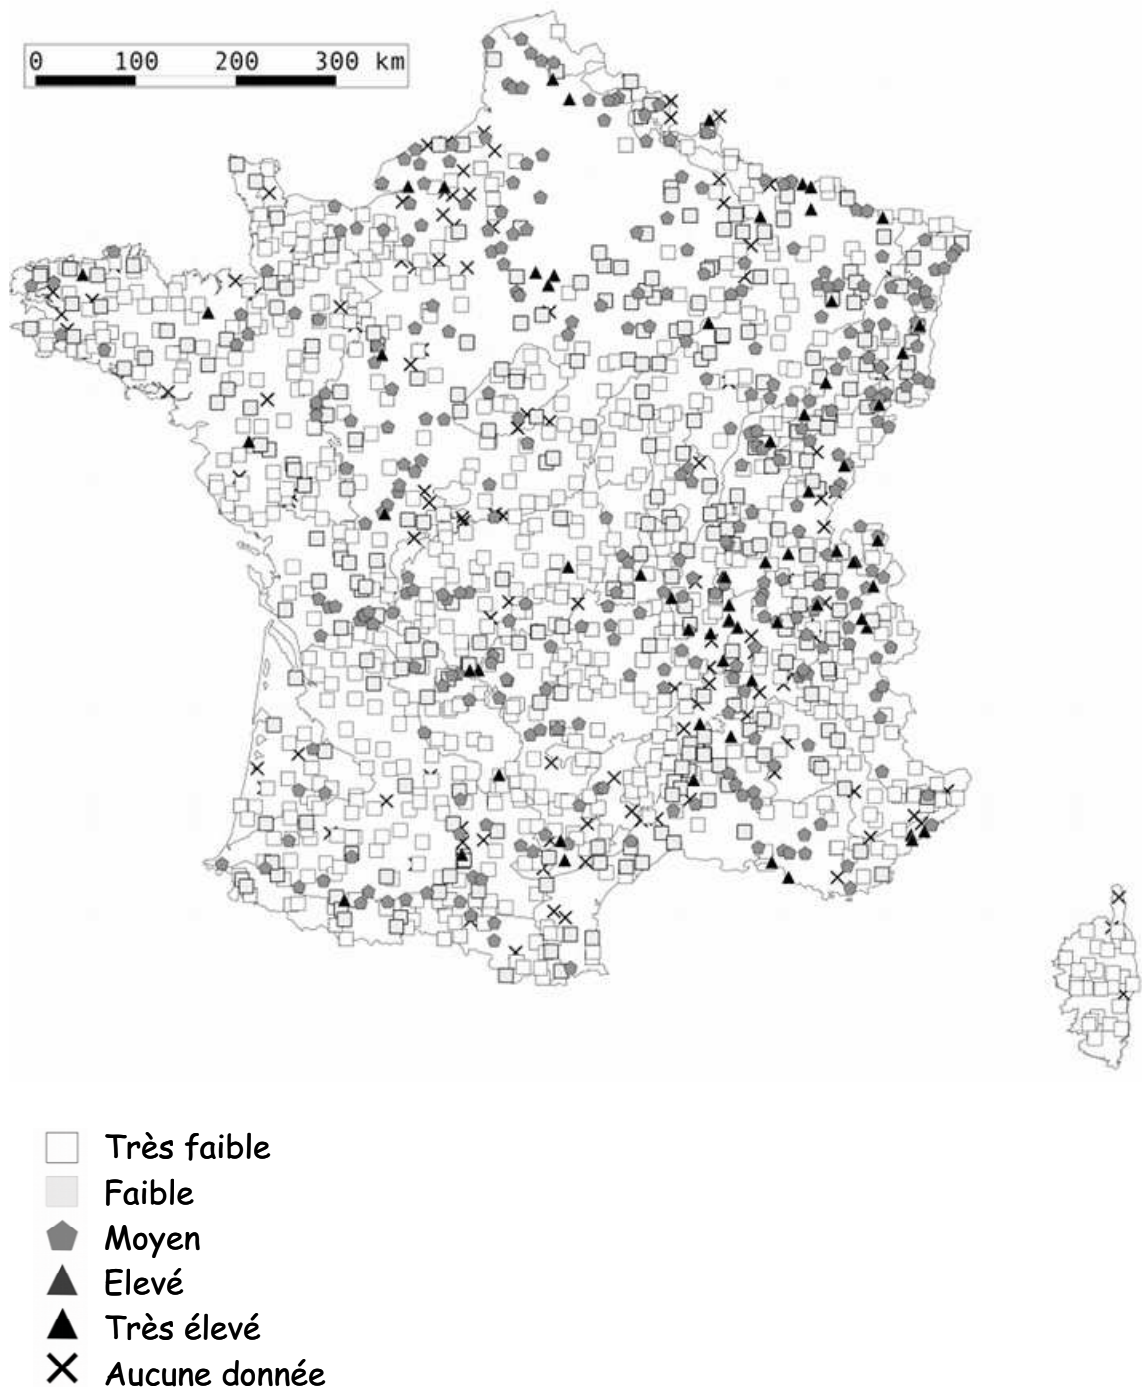 0 100 200 300 km
Très faible
Faible
Moyen
Elevé
Très élevé
Aucune donnée